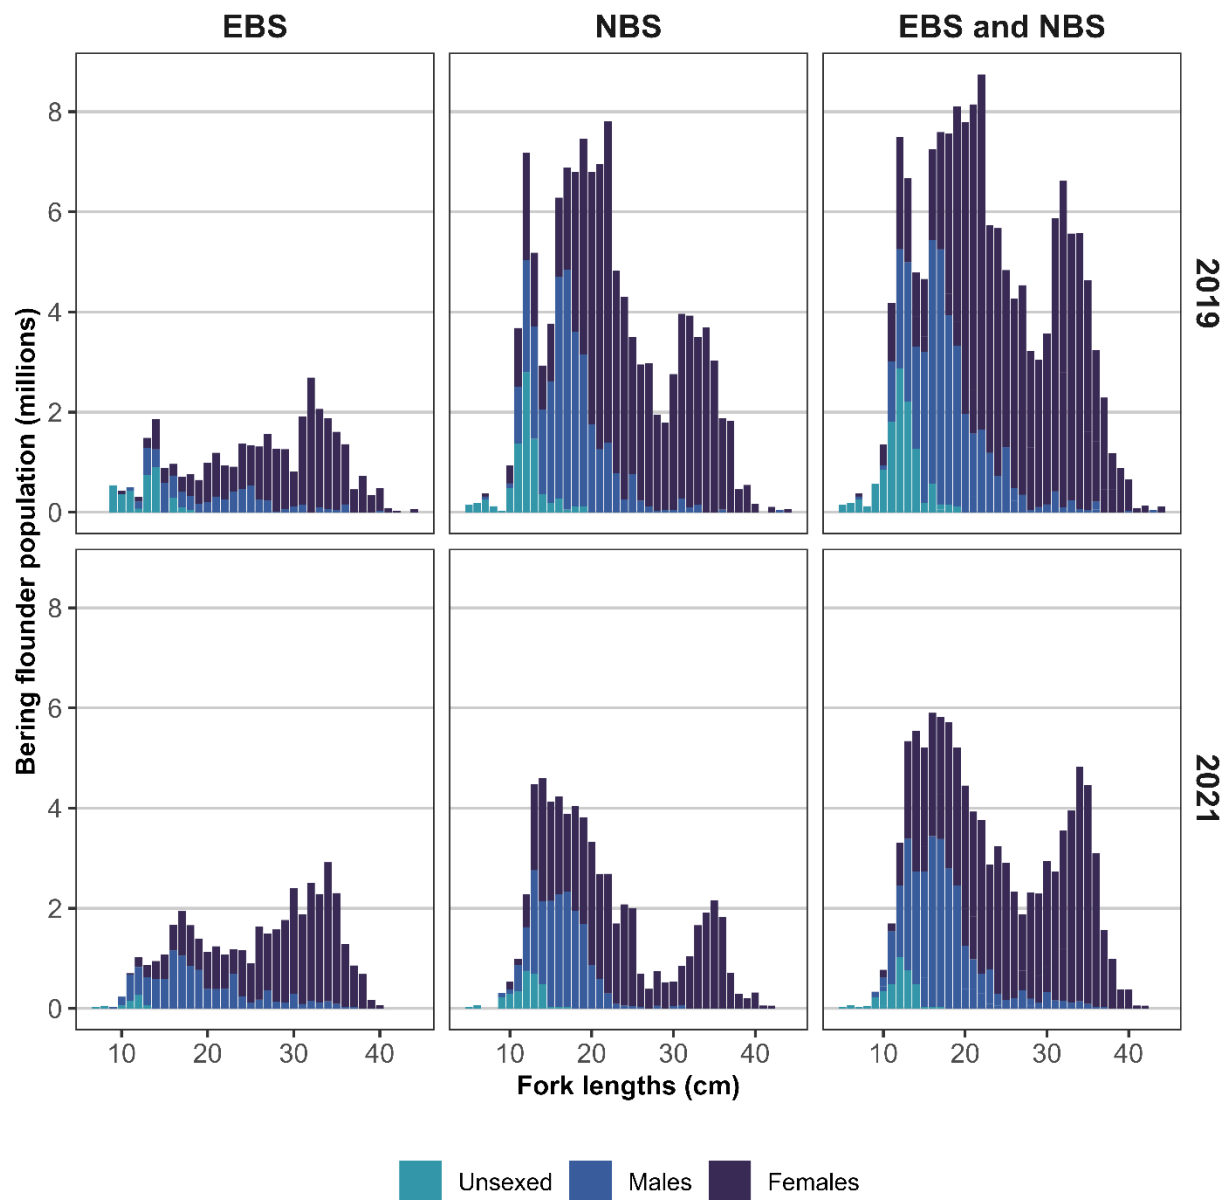 EBS NBS EBS and NBS
Bering flounder population (millions)
8
6
4
2
0
2019
8
6
4
2
0
2021
10 20 30 40 10 20 30 40 10 20 30 40
Fork lengths (cm)
Unsexed Males Females